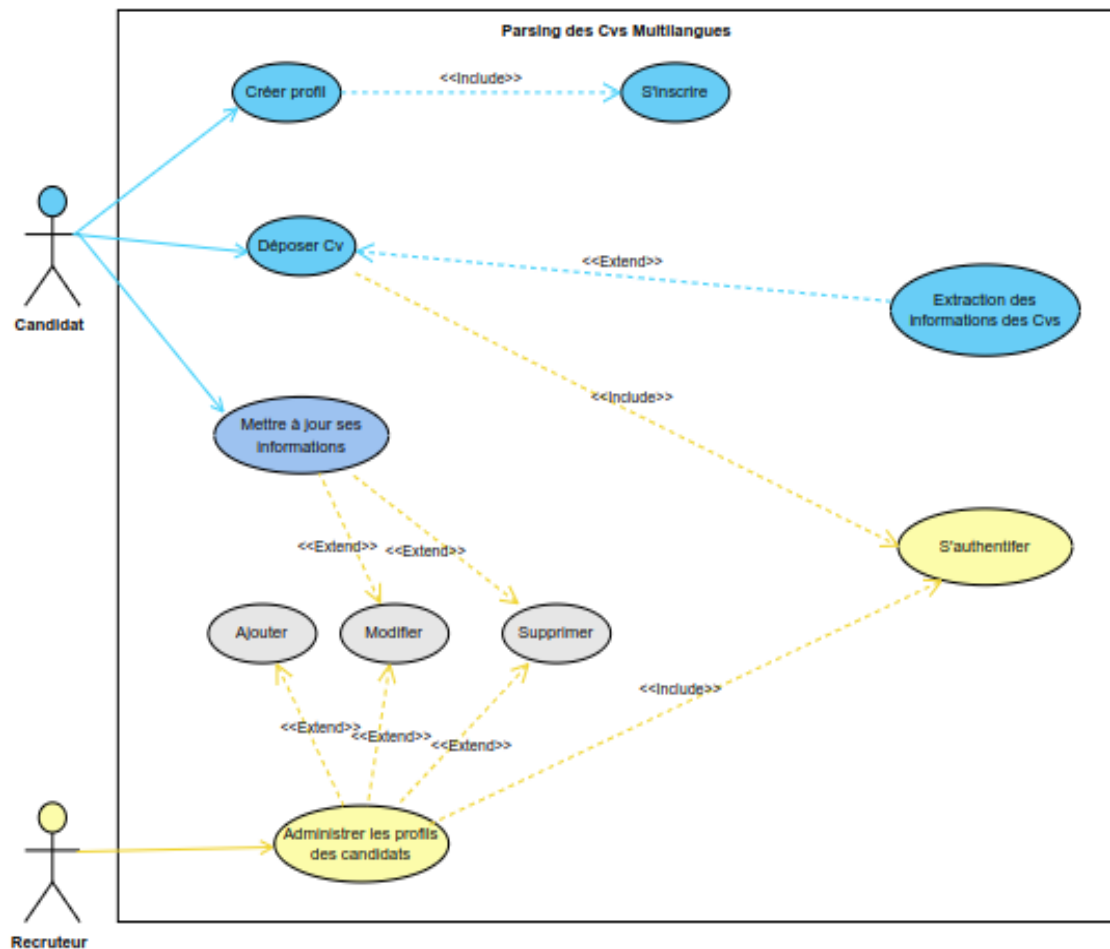 Parsing des Cvs Multilangues
Créer profil
<<Include>>
S'inscrire
Candidat
Déposer Cv
<<Extend>>
Extraction des
informations des Cvs
<<Include>>
Mettre à jour ses
informations
<<Extend>>
<<Extend>>
S'authentifer
Ajouter
Modifier
Supprimer
<<Include>>
<<Extend>>
<<Extend>>
<<Extend>>
Administrer les profils
des candidats
Recruteur